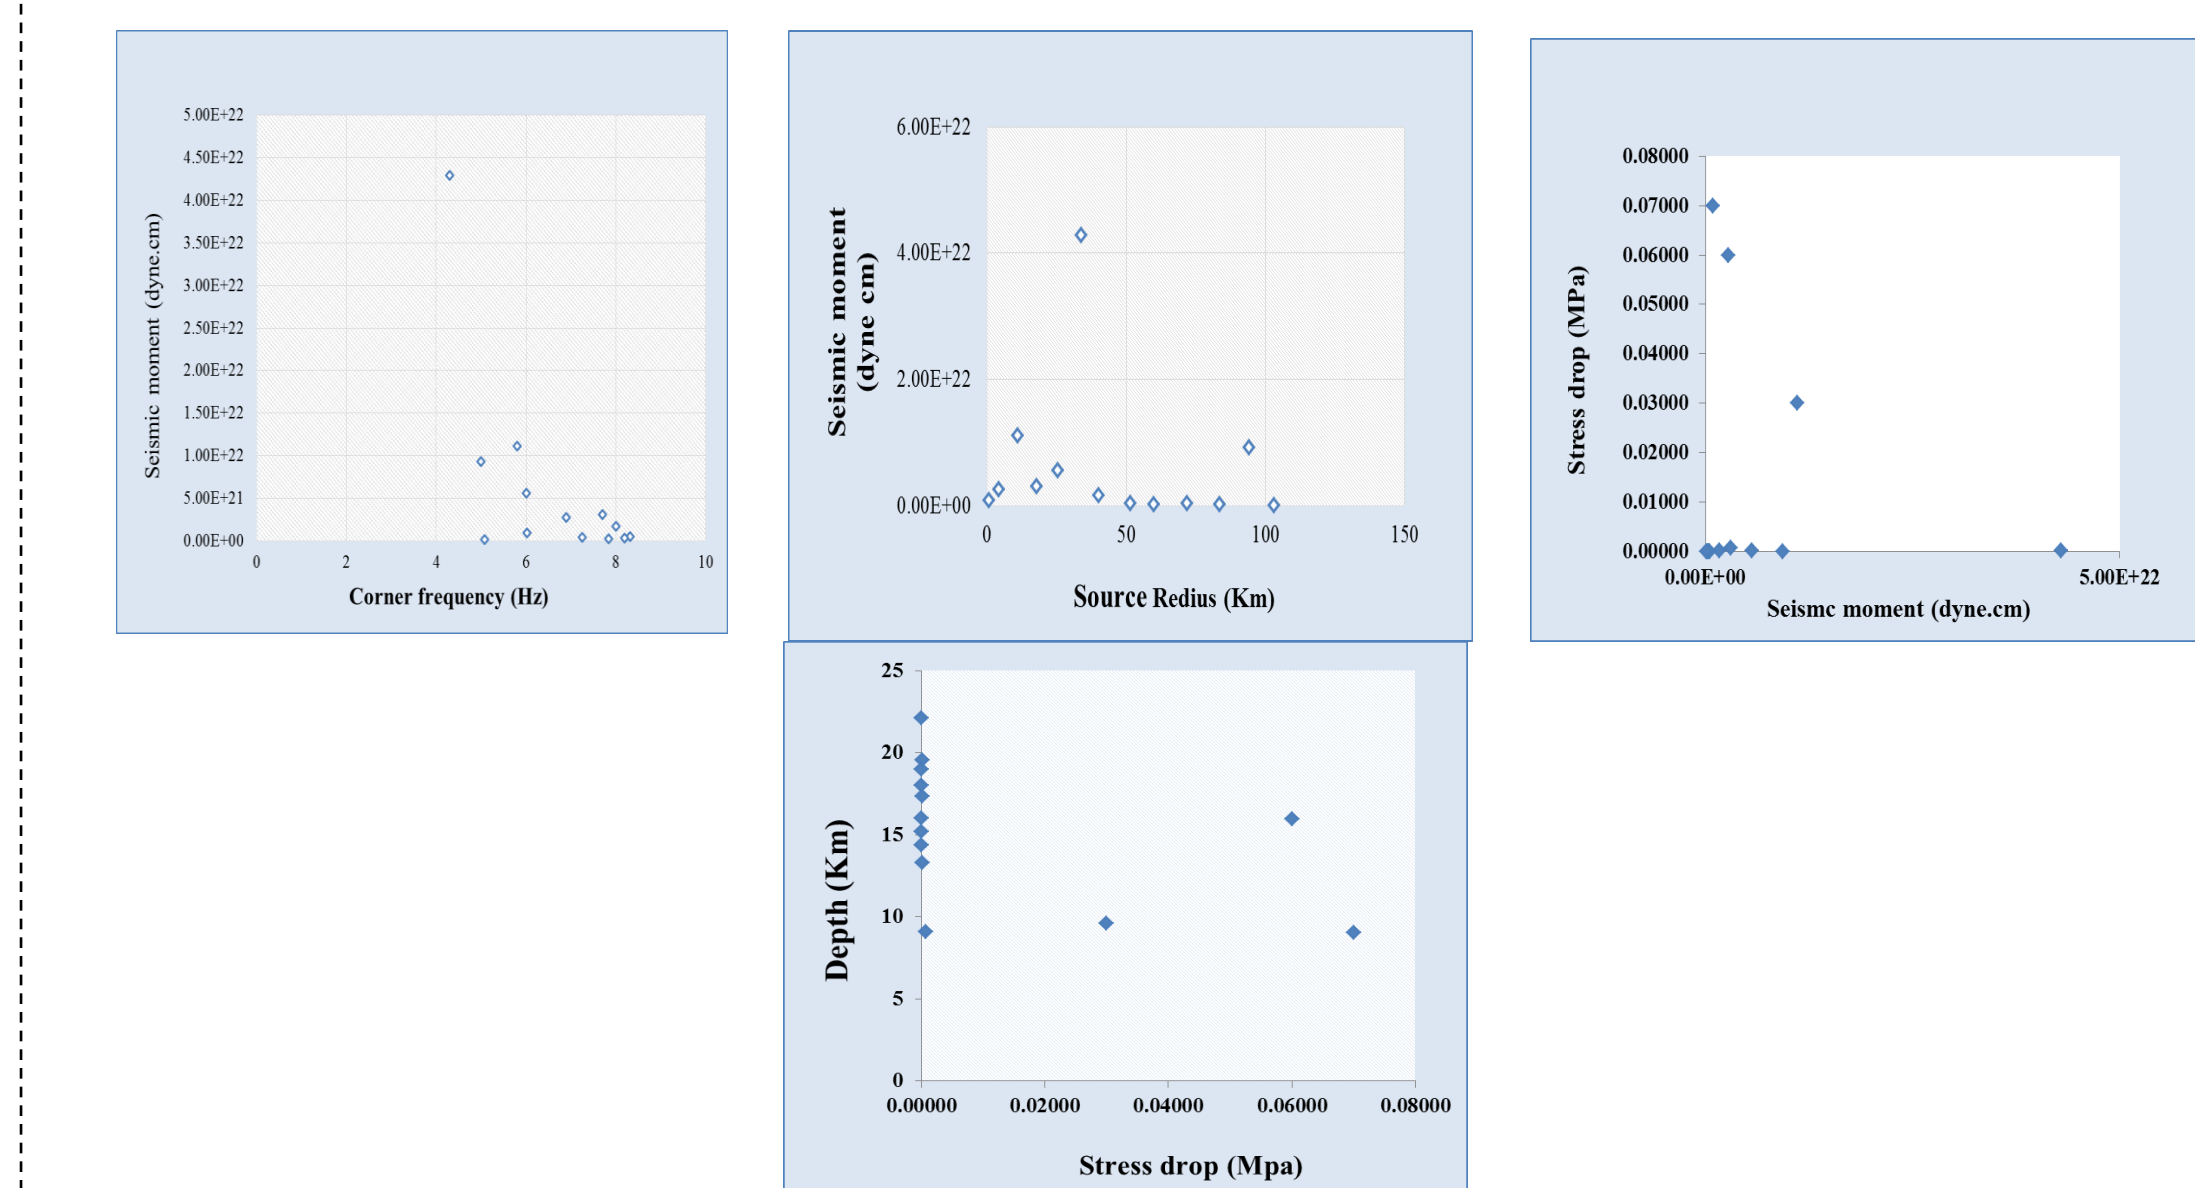 5.00E+22
4.50E+22
4.00E+22
3.50E+22
3.00E+22
2.50E+22
2.00E+22
1.50E+22
1.00E+22
5.00E+21
0.00E+00
0 2 4 6 8 10
Seismic moment (dyne.cm)
Corner frequency (Hz)
6.00E+22
4.00E+22
2.00E+22
0.00E+00
0 50 100 150
Seismic moment
(dyne cm)
Source Redius (Km)
0.08000
0.07000
0.06000
0.05000
0.04000
0.03000
0.02000
0.01000
0.00000
0.00E+00 5.00E+22
Stress drop (MPa)
Seismc moment (dyne.cm)
25
20
15
10
5
0
0.00000 0.02000 0.04000 0.06000 0.08000
Depth (Km)
Stress drop (Mpa)